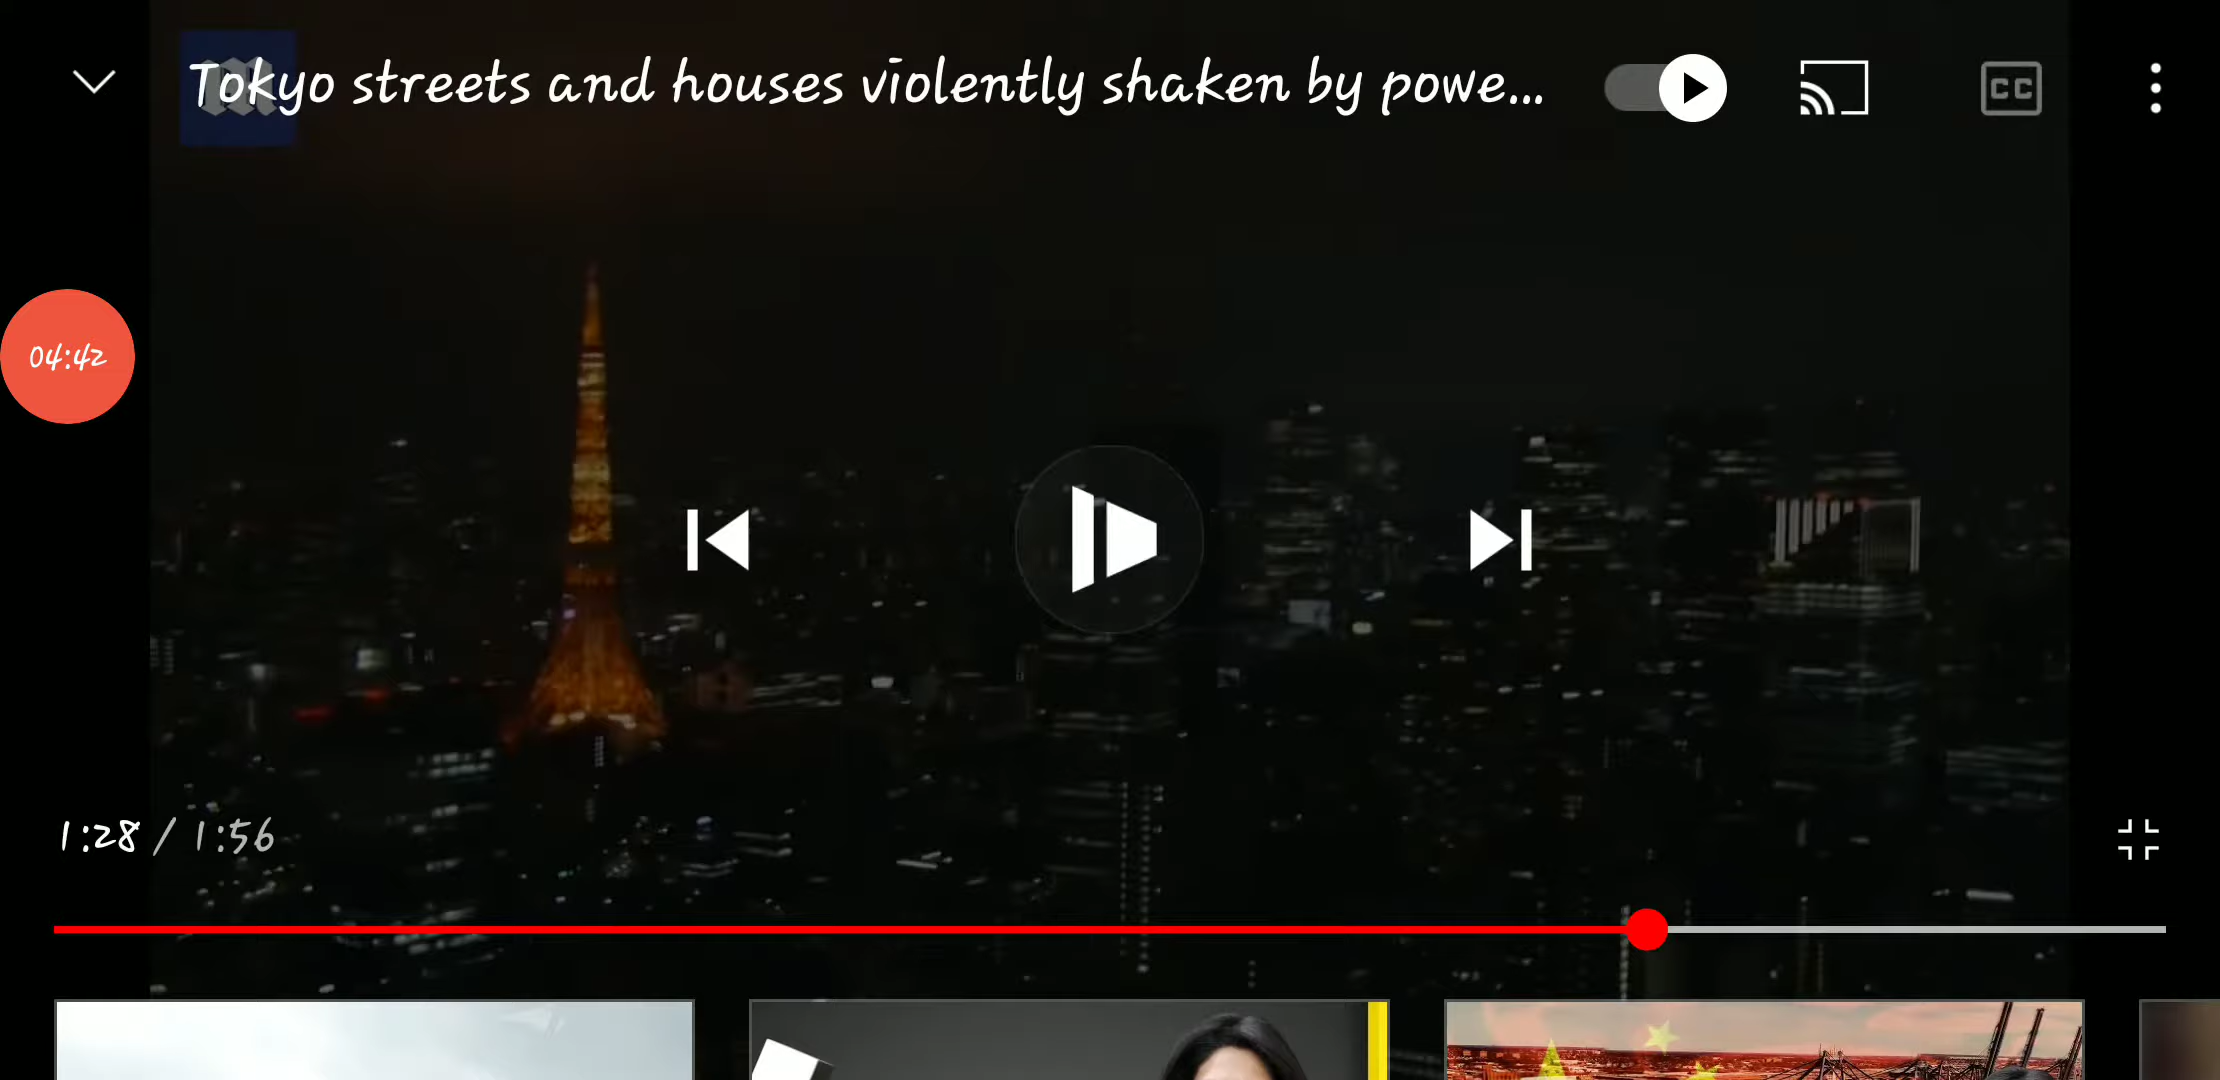 Tokyo streets and houses violently shaken by powe...
CC
04:42
1:28 / 1:56